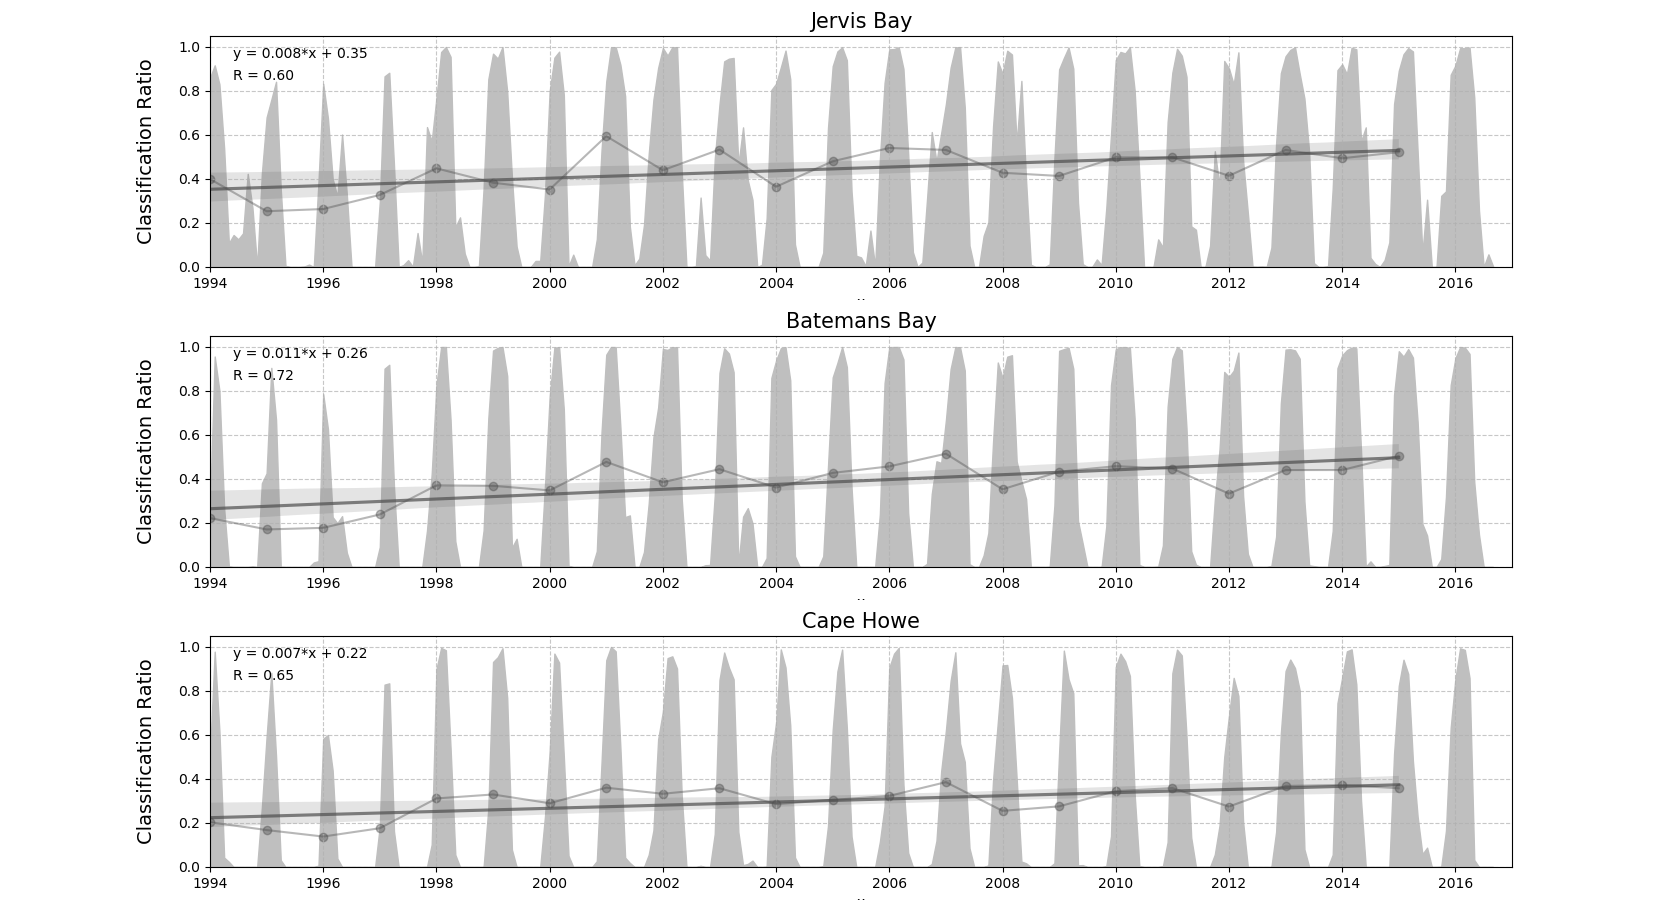 Jervis Bay
y = 0.008*x + 0.35
R = 0.60
Classification Ratio
1.0
0.8
0.6
0.4
0.2
0.0
1994 1996 1998 2000 2002 2004 2006 2008 2010 2012 2014 2016
Batemans Bay
y = 0.011*x + 0.26
R = 0.72
Classification Ratio
1.0
0.8
0.6
0.4
0.2
0.0
1994 1996 1998 2000 2002 2004 2006 2008 2010 2012 2014 2016
Cape Howe
y = 0.007*x + 0.22
R = 0.65
Classification Ratio
1.0
0.8
0.6
0.4
0.2
0.0
1994 1996 1998 2000 2002 2004 2006 2008 2010 2012 2014 2016